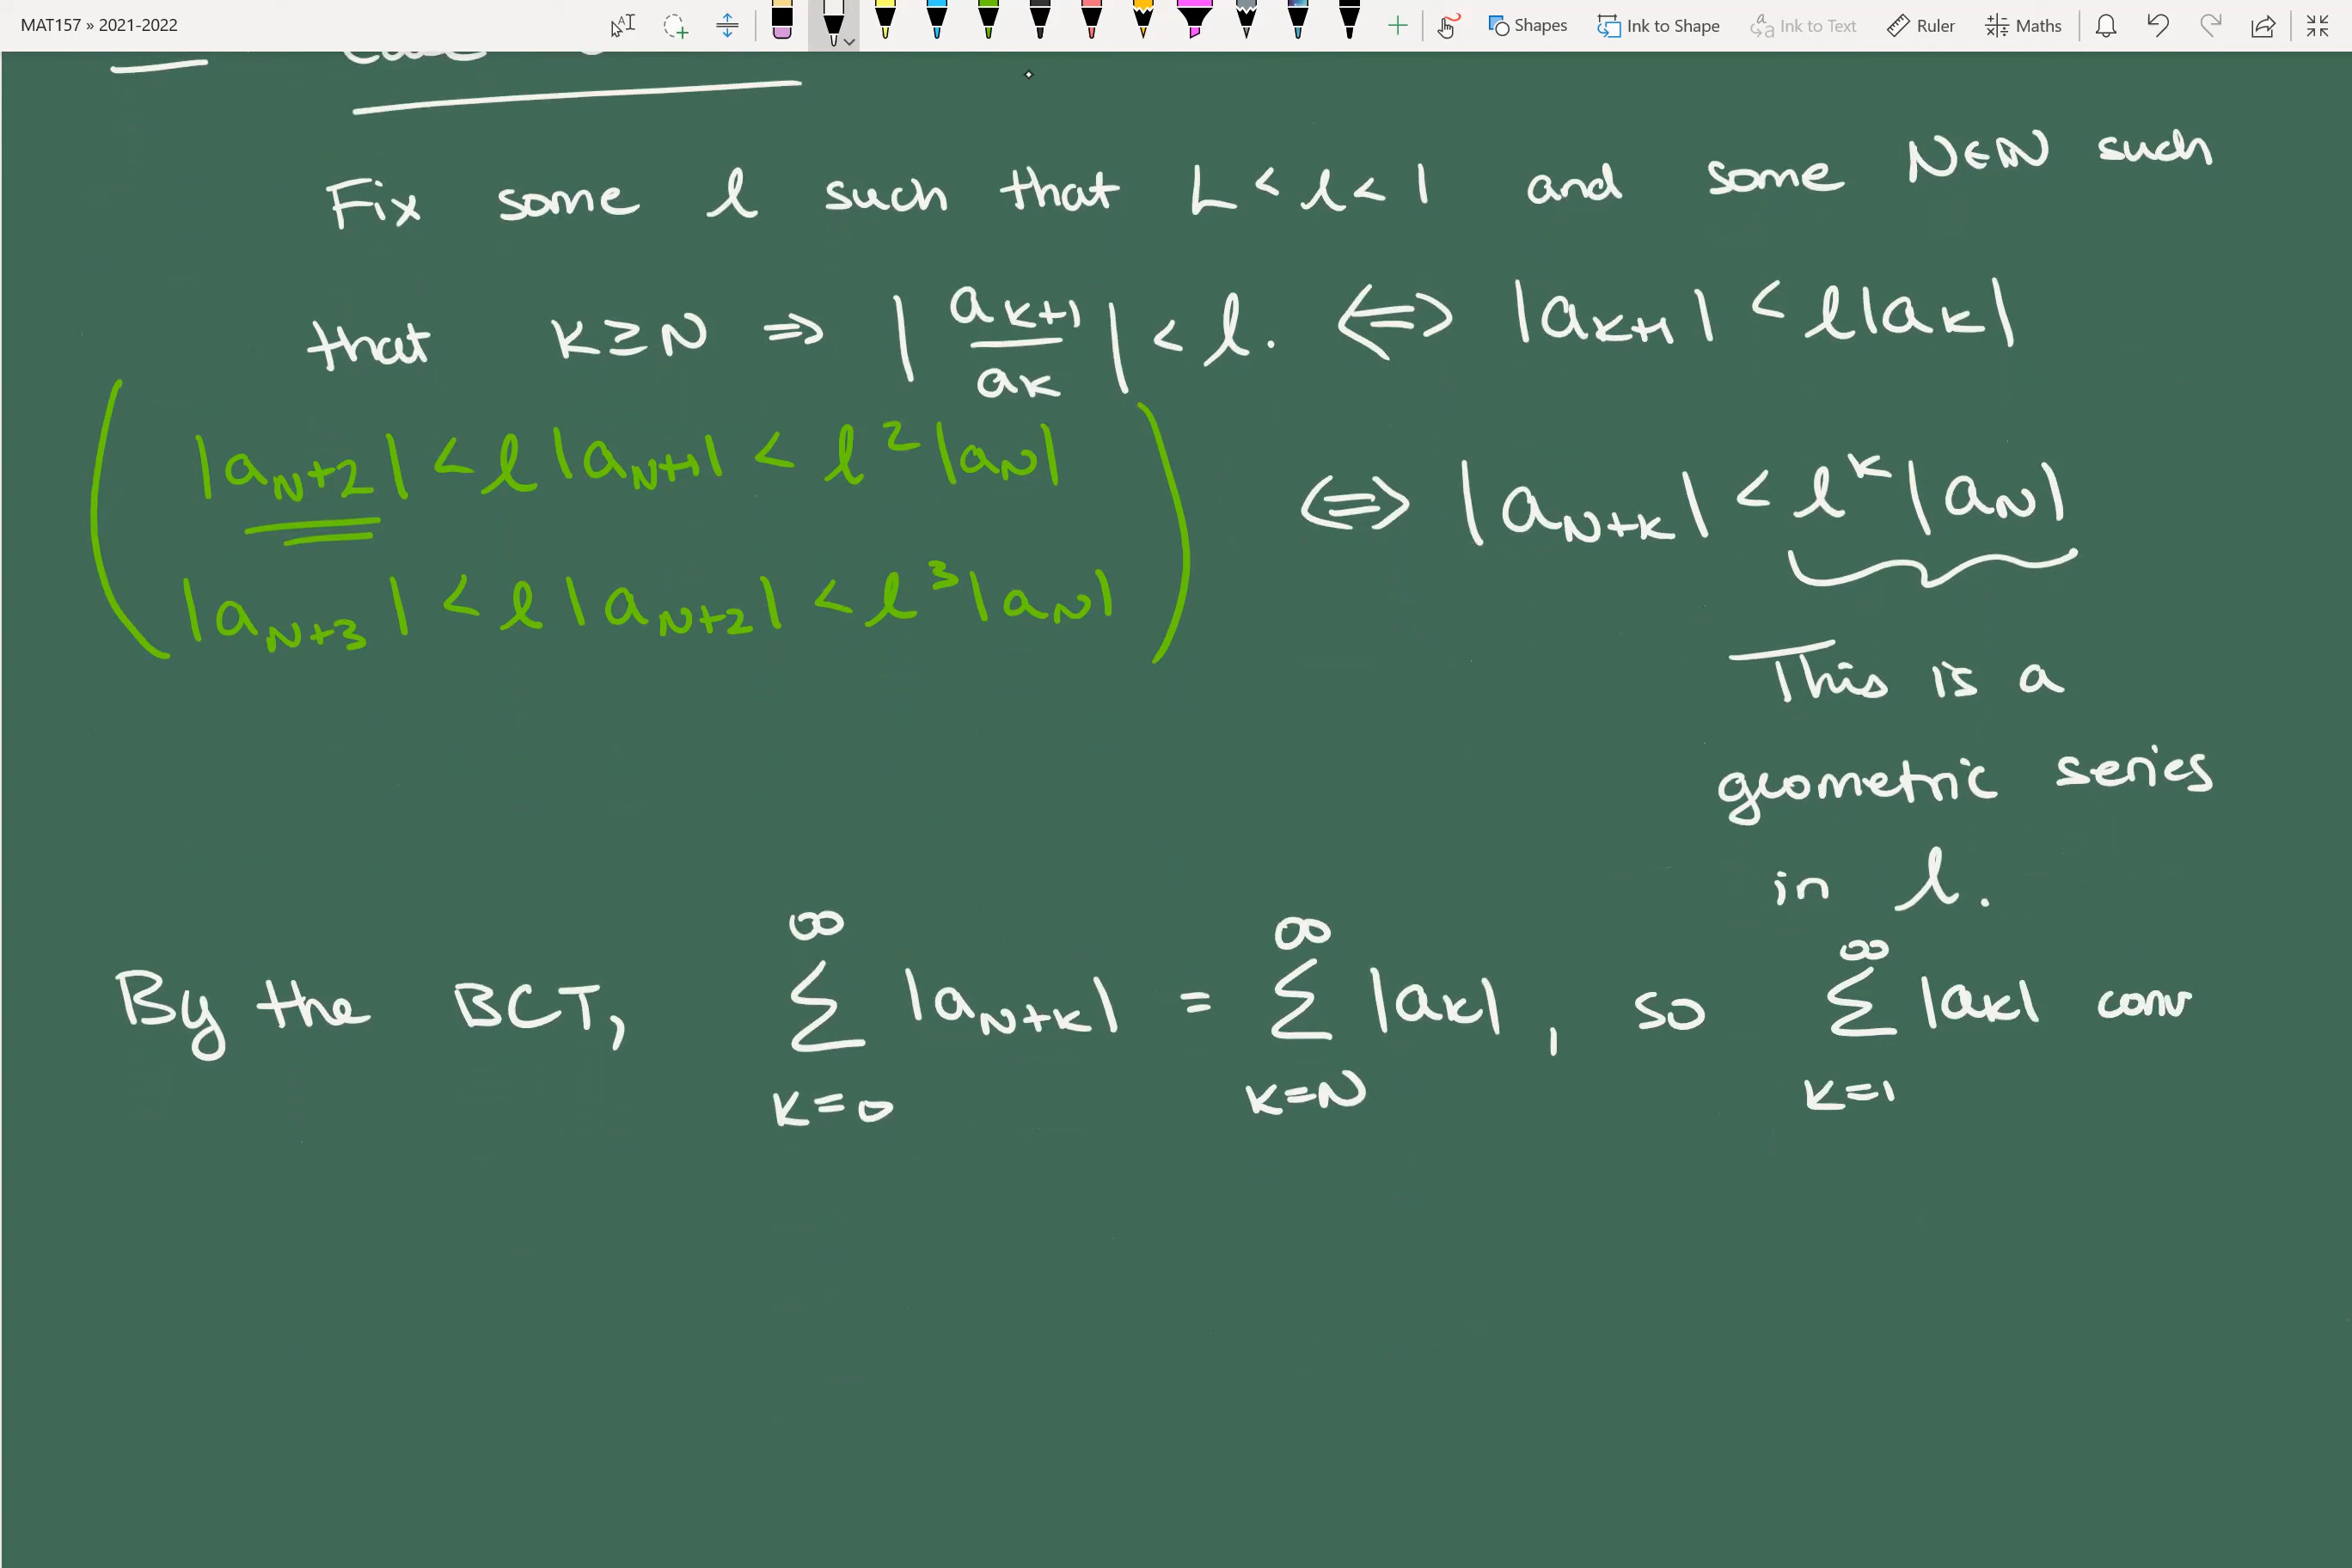 MAT157 » 2021-2022
Shapes Ink to Shape Ink to Text Ruler Maths
Fix some l such that L < l < 1 and some N∈ℕ such
that k ≥ N ⇒ |a_{k+1}/a_k| < l. ⇔ |a_{k+1}| < l|a_k|
(|a_{N+2}| < l|a_{N+1}| < l²|a_N|
|a_{N+3}| < l|a_{N+2}| < l³|a_N|)
⇔ |a_{N+k}| < l^k|a_N|
This is a
geometric series
in l.
By the BCT, ∑_{k=0}^{∞} |a_{N+k}| = ∑_{k=N}^{∞} |a_k|, so ∑_{k=1}^{∞} |a_k| conv